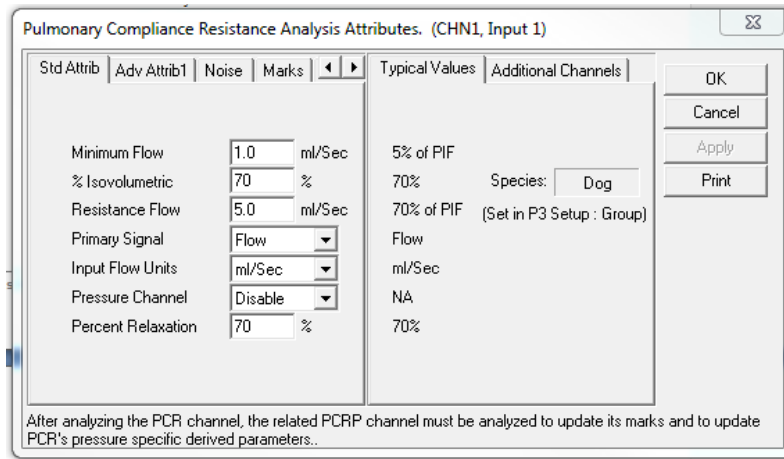 Pulmonary Compliance Resistance Analysis Attributes. (CHN1, Input 1)
Std Attrib Adv Attrib1 Noise Marks Typical Values Additional Channels
OK
Cancel
Apply
Print
Minimum Flow 1.0 ml/Sec 5% of PIF
% Isovolumetric 70 % 70% Species: Dog
Resistance Flow 5.0 ml/Sec 70% of PIF (Set in P3 Setup : Group)
Primary Signal Flow Flow
Input Flow Units ml/Sec ml/Sec
Pressure Channel Disable NA
Percent Relaxation 70 % 70%
After analyzing the PCR channel, the related PCRP channel must be analyzed to update its marks and to update
PCR's pressure specific derived parameters..